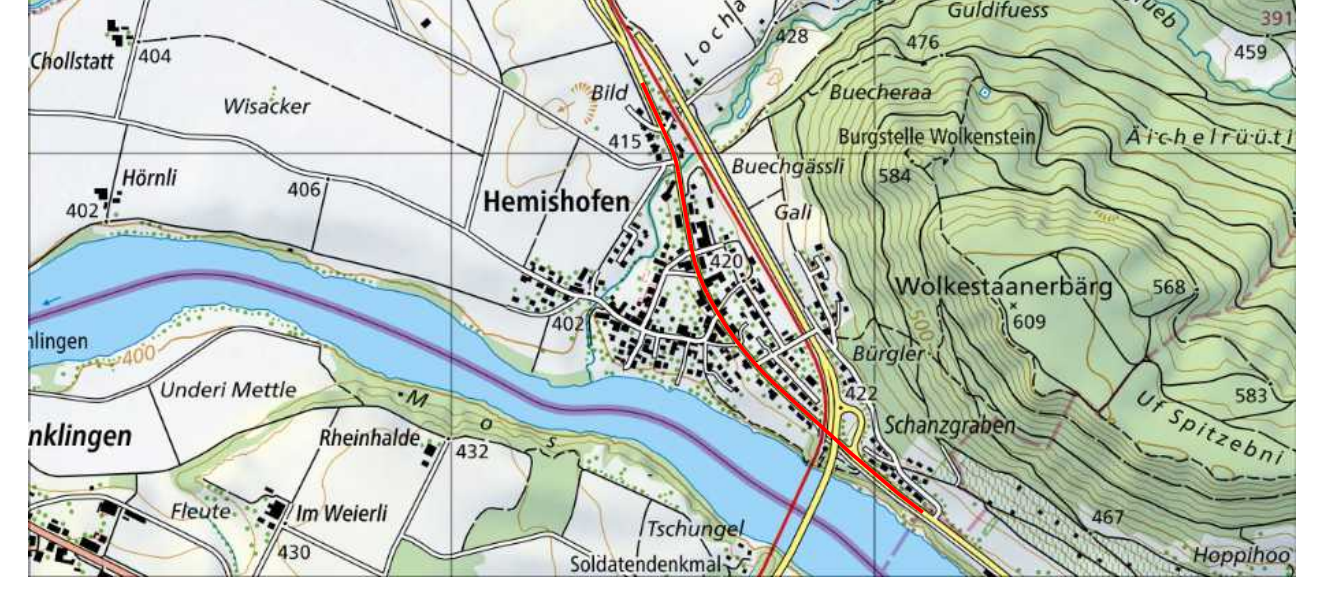 Guldifuess
391
428
Lochla
476
459
Chollstatt
404
Wisacker
Bild
Buecheraa
415
Burgstelle Wolkenstein
Äichelrüüti
Buechgässli
Hörnli
406
584
Hemishofen
402
Gali
420
Wolkestaanerbärg
568
609
500
402
nlingen
400
Bürgler
Underi Mettle
422
583
Mos
Uf Spitzebni
Schanzgraben
nklingen
Rheinhalde
432
Fleute
Im Weierli
467
Tschungel
430
Hoppihoo
Soldatendenkmal